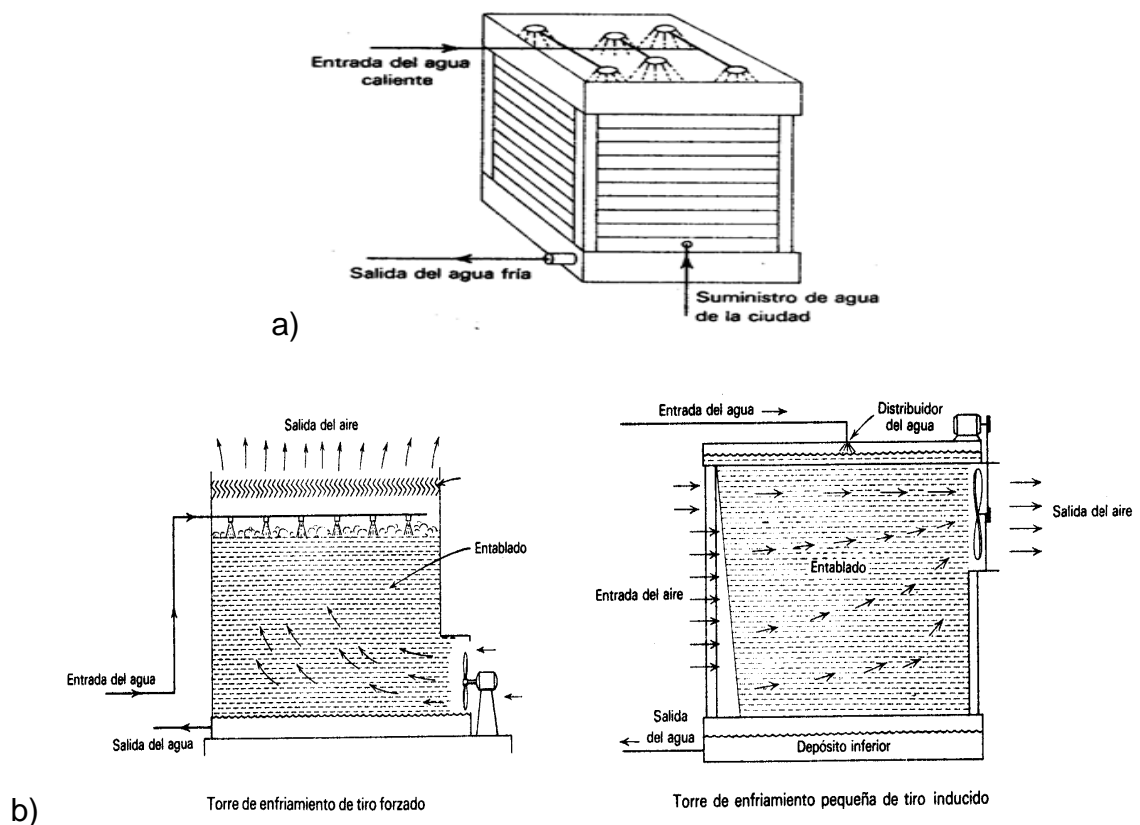 Entrada del agua
caliente
Salida del agua fría
Suministro de agua
de la ciudad
a)
Salida del aire
Entablado
Entrada del agua
Salida del agua
Torre de enfriamiento de tiro forzado
Entrada del agua
Distribuidor
del agua
Salida del aire
Entablado
Entrada del aire
Salida
del agua
Depósito inferior
Torre de enfriamiento pequeña de tiro inducido
b)